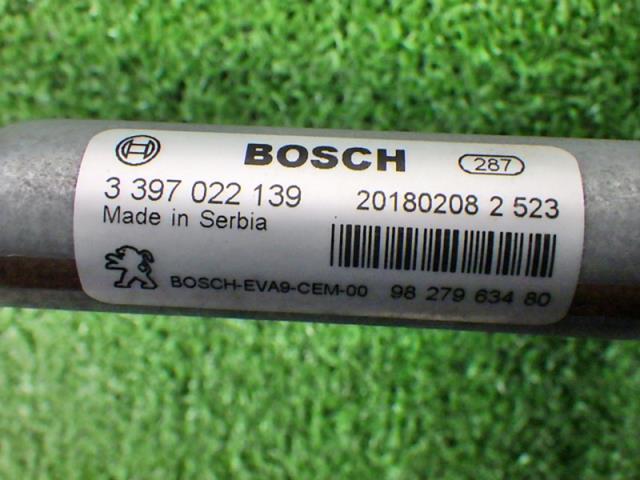 BOSCH 287
3 397 022 139 20180208 2 523
Made in Serbia
BOSCH-EVA9-CEM-00 98 279 634 80